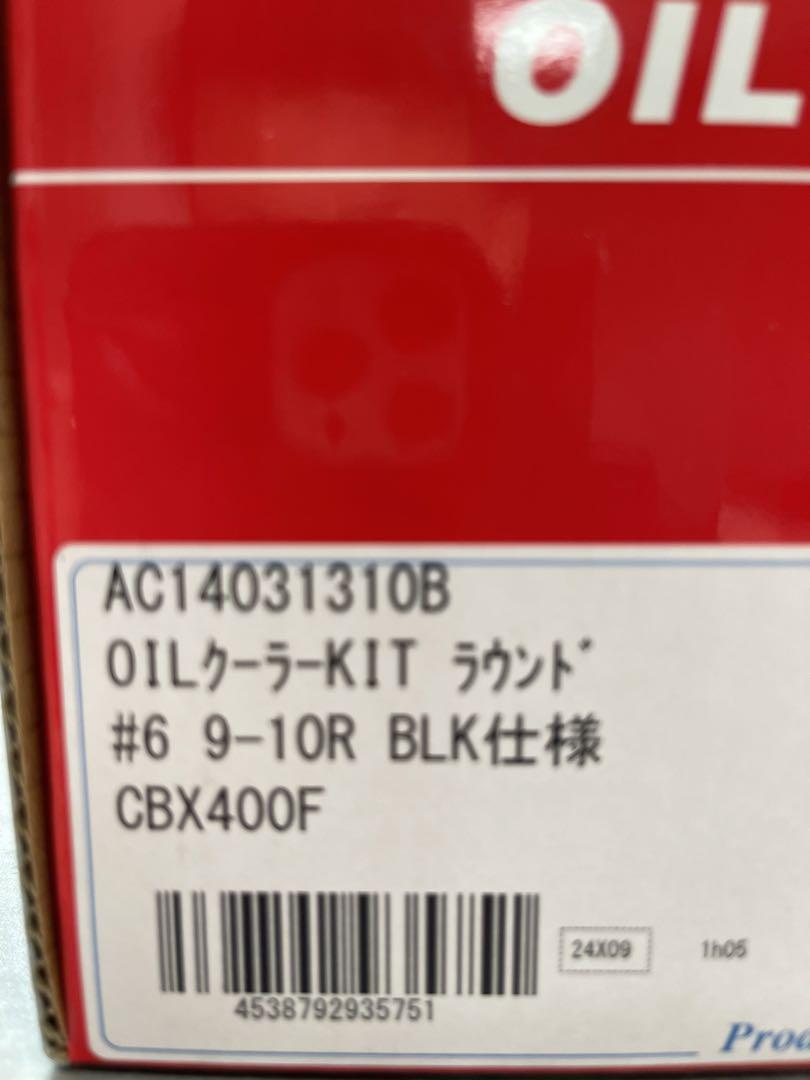 OIL
AC14031310B
OILｸｰﾗｰKIT ﾗｳﾝﾄﾞ
#6 9-10R BLK仕様
CBX400F
24X09 1h05
4538792935751